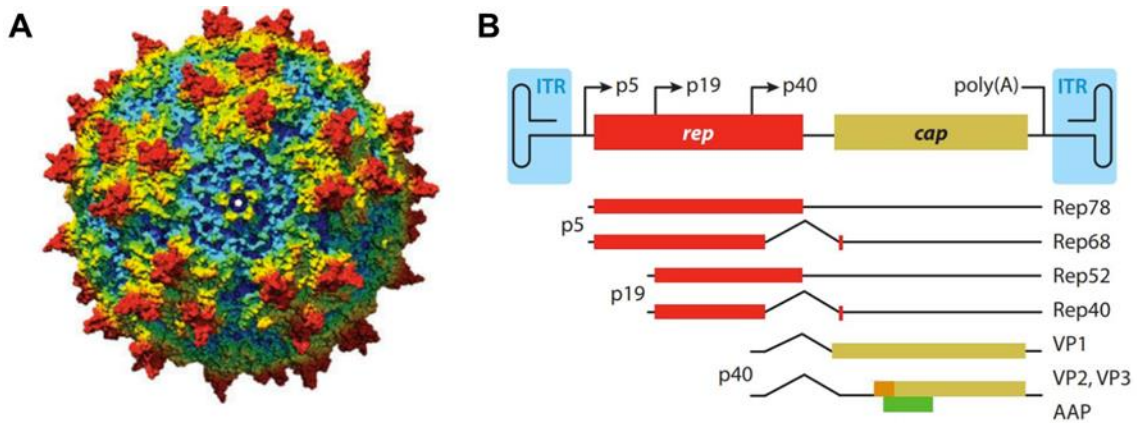 A
B
ITR
p5
p19
p40
poly(A)
ITR
rep
cap
Rep78
p5
Rep68
Rep52
p19
Rep40
VP1
p40
VP2, VP3
AAP